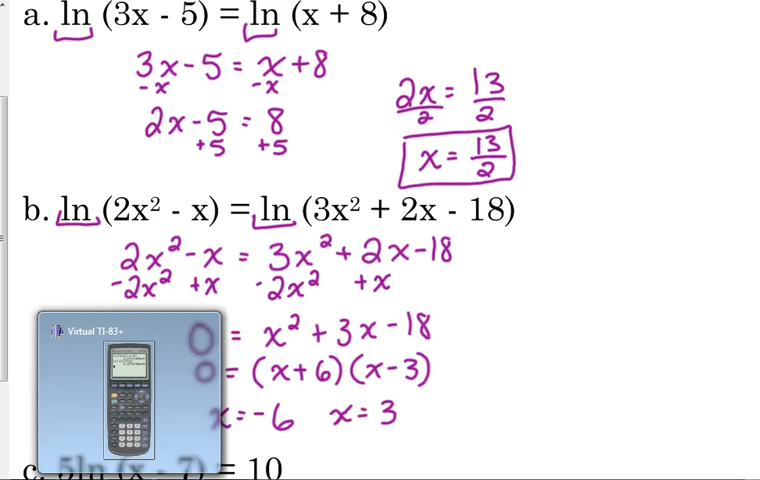 a. ln (3x - 5) = ln (x + 8)
3x - 5 = x + 8
-x -x
2x - 5 = 8
+5 +5
2x = 13
2 2
x = 13/2
b. ln (2x² - x) = ln (3x² + 2x - 18)
2x² - x = 3x² + 2x - 18
-2x² +x -2x² +x
0 = x² + 3x - 18
0 = (x + 6)(x - 3)
x = -6 x = 3
Virtual TI-83+
c. 5ln (x - 7) = 10